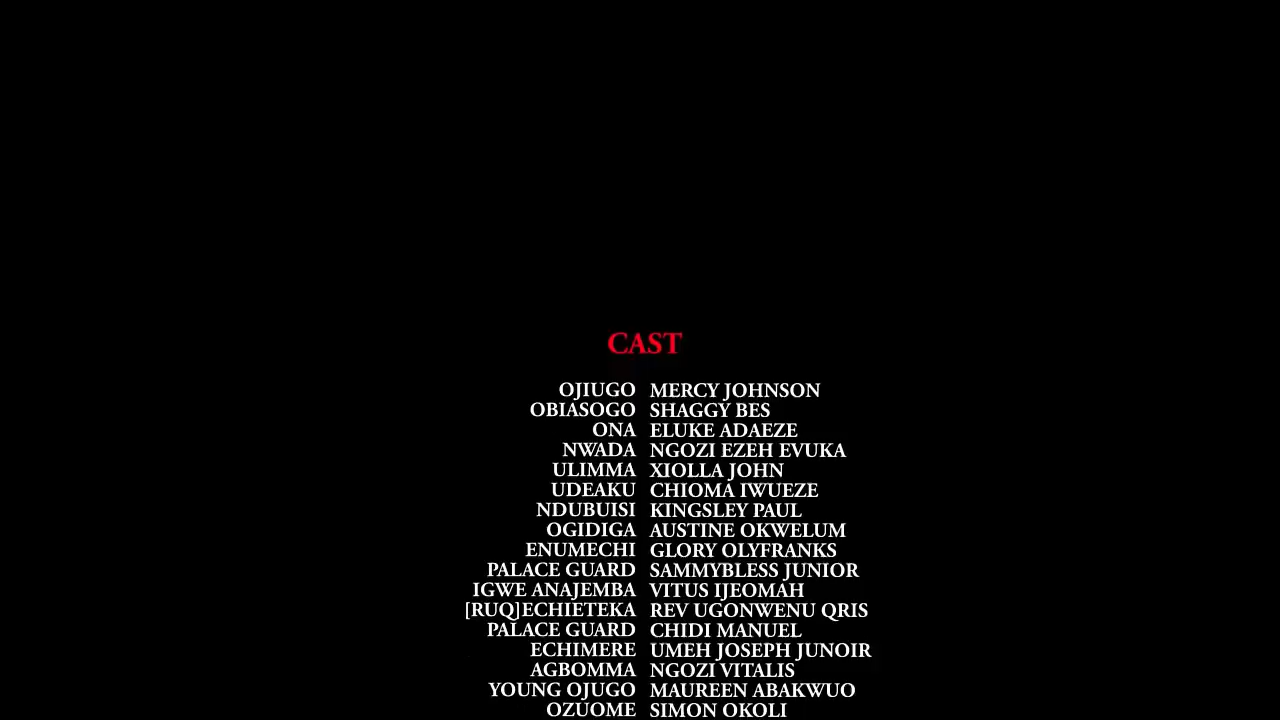 CAST
OJIUGO MERCY JOHNSON
OBIASOGO SHAGGY BES
ONA ELUKE ADAEZE
NWADA NGOZI EZEH EVUKA
ULIMMA XIOLLA JOHN
UDEAKU CHIOMA IWUEZE
NDUBUISI KINGSLEY PAUL
OGIDIGA AUSTINE OKWELUM
ENUMECHI GLORY OLYFRANKS
PALACE GUARD SAMMYBLESS JUNIOR
IGWE ANAJEMBA VITUS IJEOMAH
[RUQ]ECHIETEKA REV UGONWENU QRIS
PALACE GUARD CHIDI MANUEL
ECHIMERE UMEH JOSEPH JUNOIR
AGBOMMA NGOZI VITALIS
YOUNG OJUGO MAUREEN ABAKWUO
OZUOME SIMON OKOLI